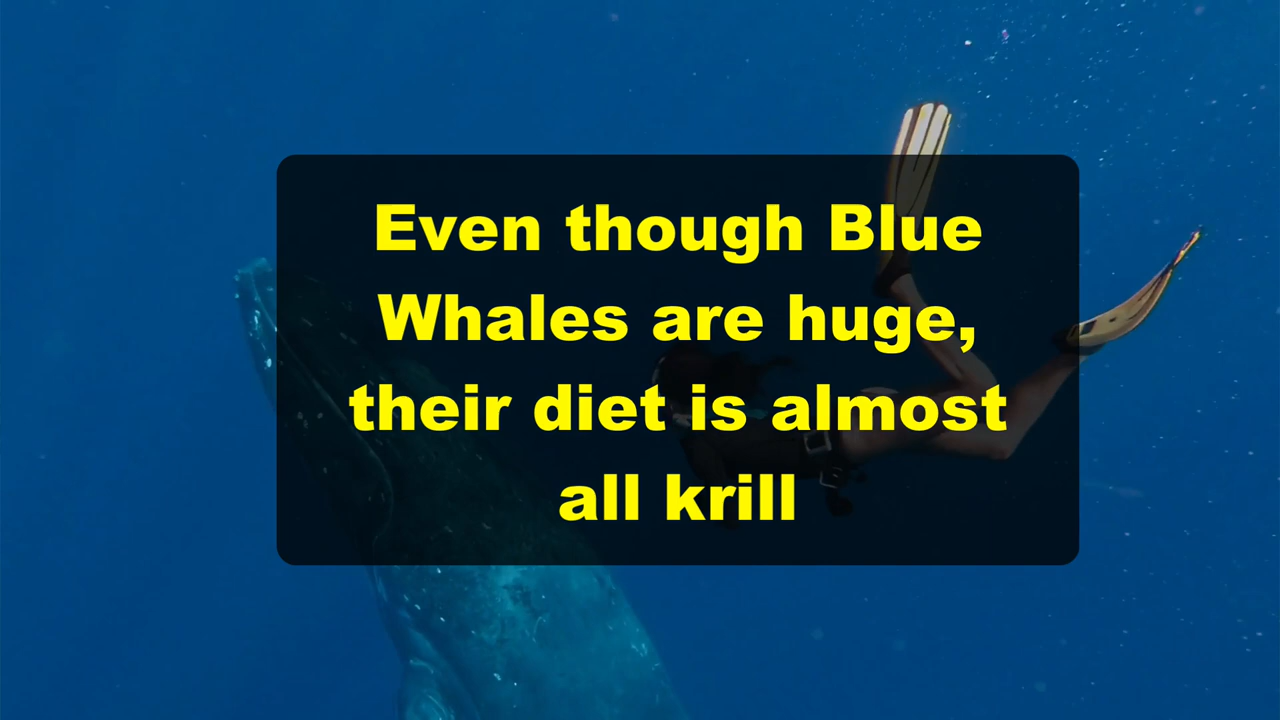 Even though Blue
Whales are huge,
their diet is almost
all krill